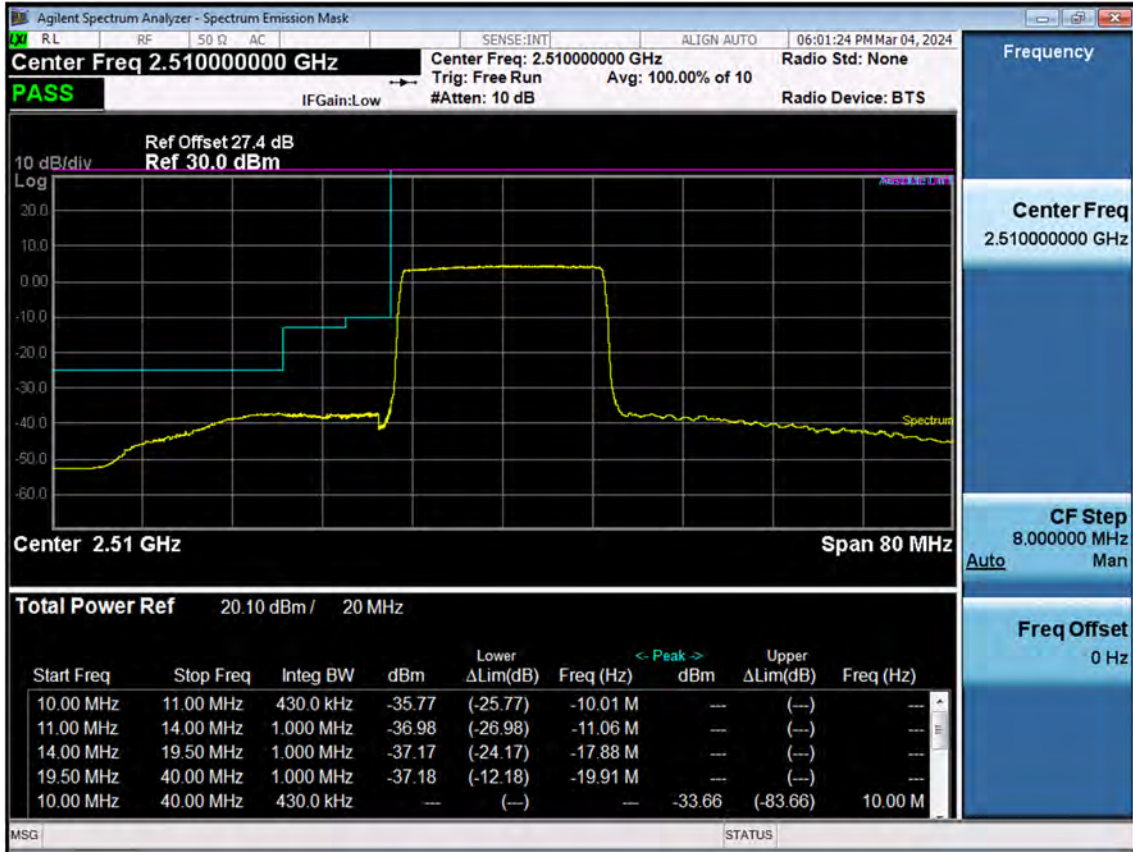 Agilent Spectrum Analyzer - Spectrum Emission Mask
LXI RL RF 50 Ω AC SENSE:INT ALIGN AUTO 06:01:24 PM Mar 04, 2024
Center Freq 2.510000000 GHz Center Freq: 2.510000000 GHz Radio Std: None
Trig: Free Run Avg: 100.00% of 10
PASS IFGain:Low #Atten: 10 dB Radio Device: BTS
Ref Offset 27.4 dB
10 dB/div Ref 30.0 dBm
Log
20.0
10.0
0.00
-10.0
-20.0
-30.0
-40.0
Spectrum
-50.0
-60.0
Center 2.51 GHz Span 80 MHz
Total Power Ref 20.10 dBm / 20 MHz
Lower <- Peak -> Upper
Start Freq Stop Freq Integ BW dBm ΔLim(dB) Freq (Hz) dBm ΔLim(dB) Freq (Hz)
10.00 MHz 11.00 MHz 430.0 kHz -35.77 (-25.77) -10.01 M --- (---) ---
11.00 MHz 14.00 MHz 1.000 MHz -36.98 (-26.98) -11.06 M --- (---) ---
14.00 MHz 19.50 MHz 1.000 MHz -37.17 (-24.17) -17.88 M --- (---) ---
19.50 MHz 40.00 MHz 1.000 MHz -37.18 (-12.18) -19.91 M --- (---) ---
10.00 MHz 40.00 MHz 430.0 kHz --- (---) --- -33.66 (-83.66) 10.00 M
MSG STATUS
Frequency
Center Freq
2.510000000 GHz
CF Step
8.000000 MHz
Auto Man
Freq Offset
0 Hz